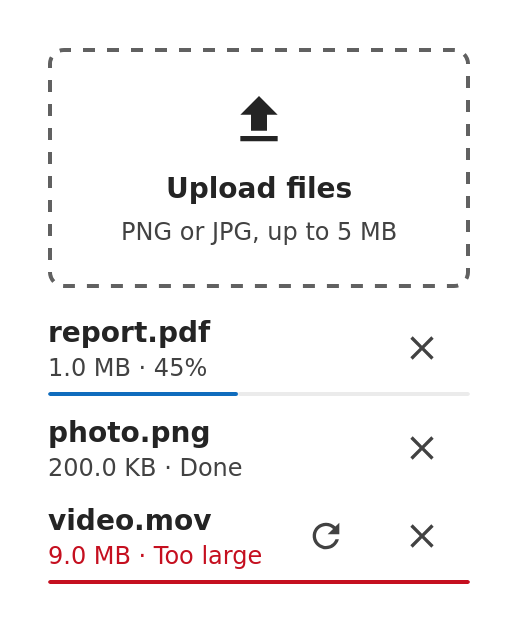 Upload files
PNG or JPG, up to 5 MB
report.pdf
1.0 MB · 45%
photo.png
200.0 KB · Done
video.mov
9.0 MB · Too large